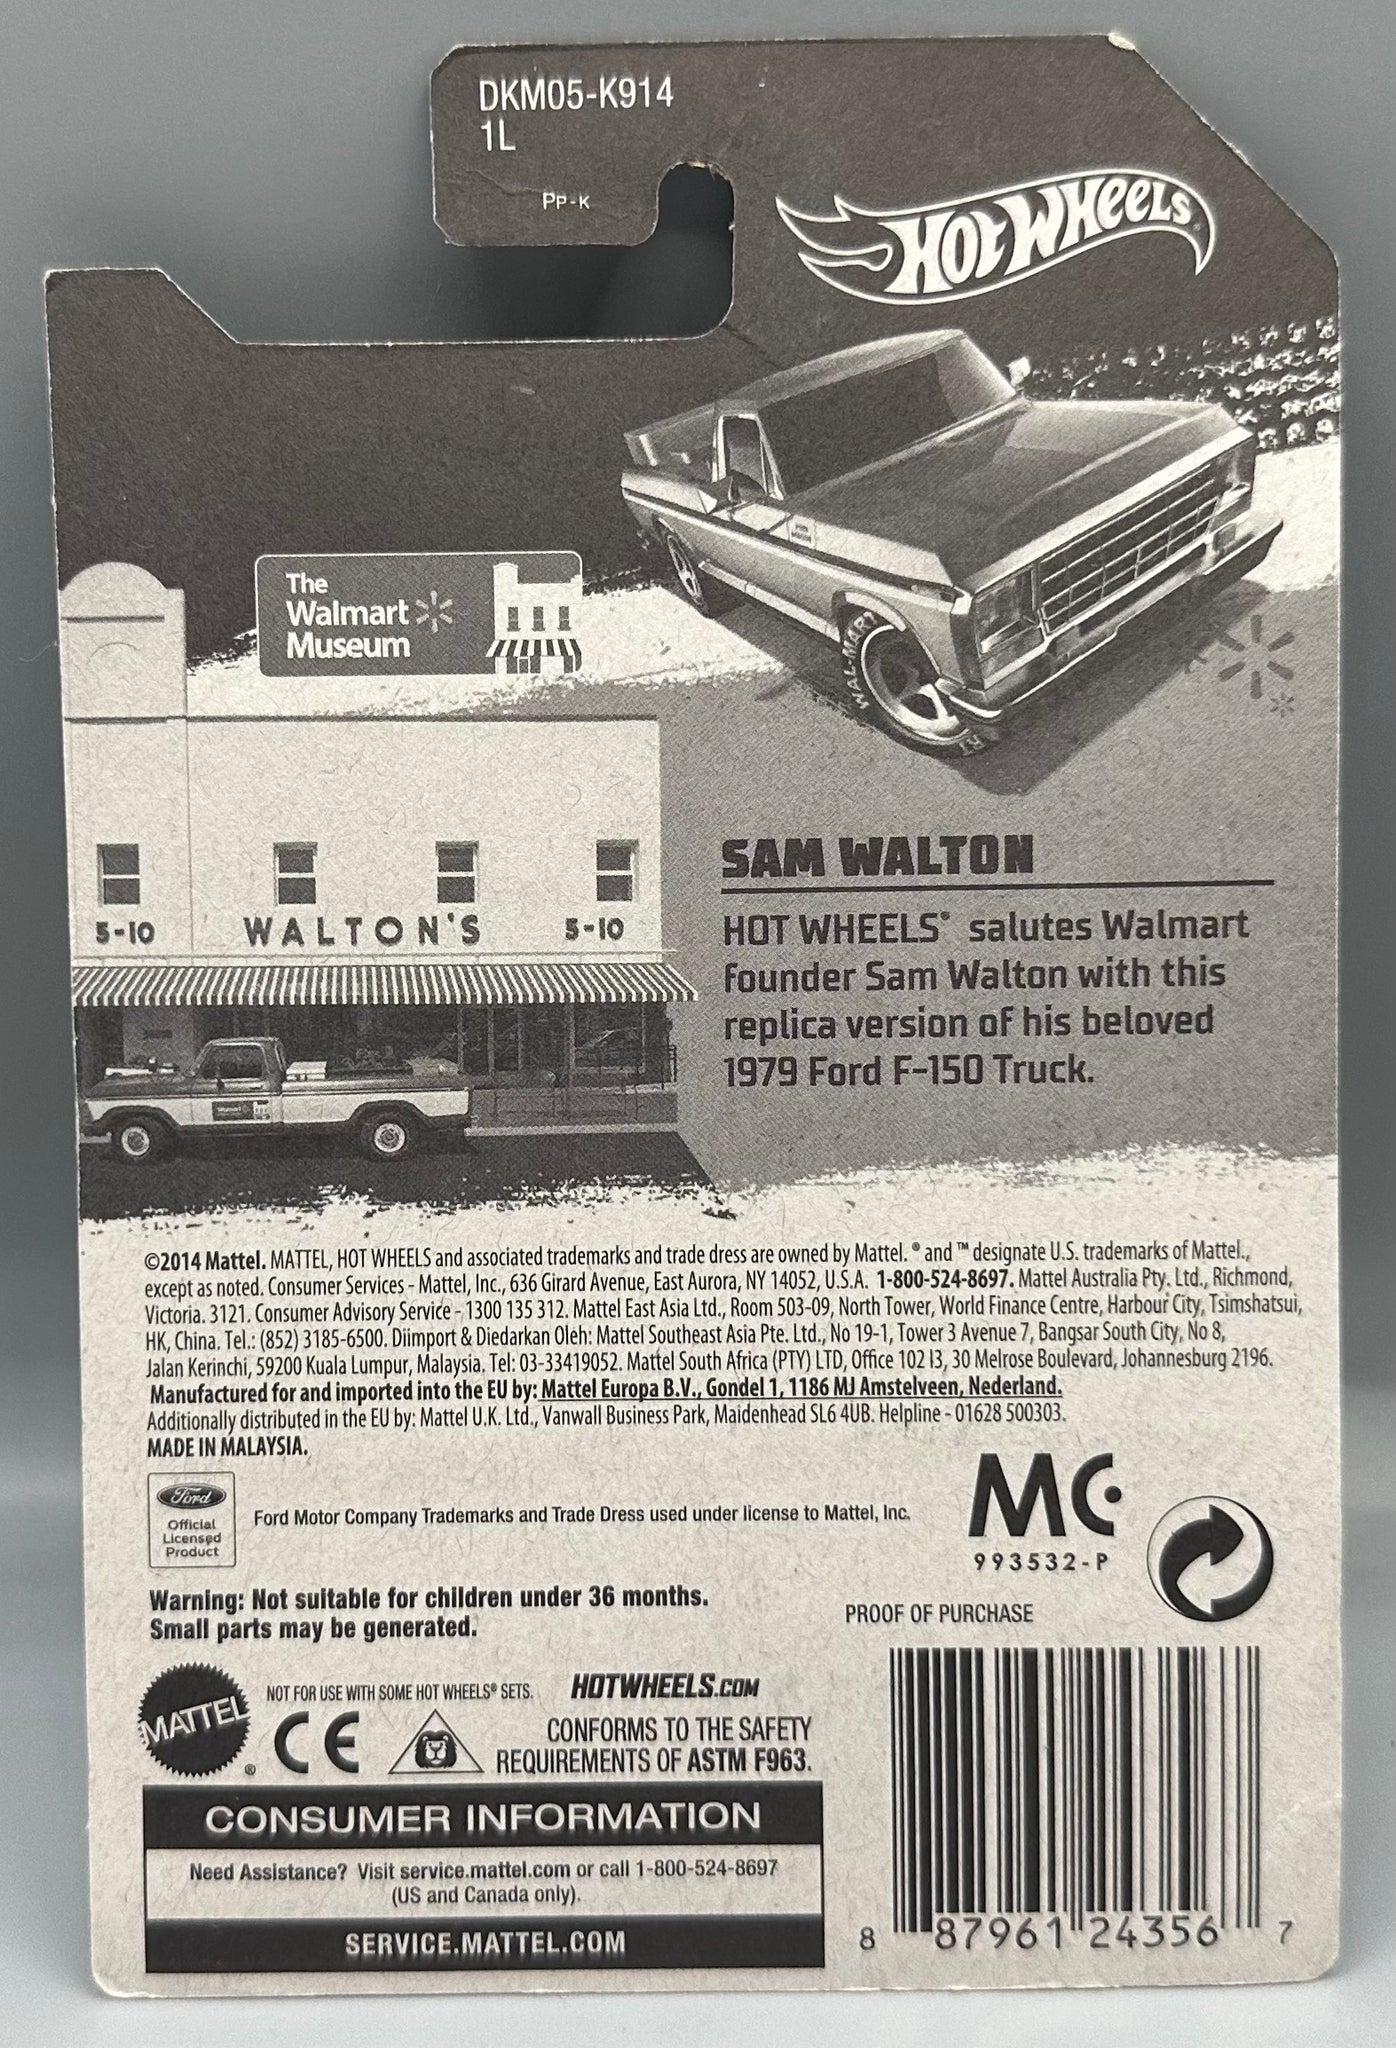 DKM05-K914
1L
PP-K
HOT WHEELS
The
Walmart
Museum
WAL-MART
RT
SAM WALTON
HOT WHEELS® salutes Walmart
founder Sam Walton with this
replica version of his beloved
1979 Ford F-150 Truck.
5-10 WALTON'S 5-10
Walmart
©2014 Mattel. MATTEL, HOT WHEELS and associated trademarks and trade dress are owned by Mattel. ® and ™ designate U.S. trademarks of Mattel.,
except as noted. Consumer Services - Mattel, Inc., 636 Girard Avenue, East Aurora, NY 14052, U.S.A. 1-800-524-8697. Mattel Australia Pty. Ltd., Richmond,
Victoria. 3121. Consumer Advisory Service - 1300 135 312. Mattel East Asia Ltd., Room 503-09, North Tower, World Finance Centre, Harbour City, Tsimshatsui,
HK, China. Tel.: (852) 3185-6500. Diimport & Diedarkan Oleh: Mattel Southeast Asia Pte. Ltd., No 19-1, Tower 3 Avenue 7, Bangsar South City, No 8,
Jalan Kerinchi, 59200 Kuala Lumpur, Malaysia. Tel: 03-33419052. Mattel South Africa (PTY) LTD, Office 102 I3, 30 Melrose Boulevard, Johannesburg 2196.
Manufactured for and imported into the EU by: Mattel Europa B.V., Gondel 1, 1186 MJ Amstelveen, Nederland.
Additionally distributed in the EU by: Mattel U.K. Ltd., Vanwall Business Park, Maidenhead SL6 4UB. Helpline - 01628 500303.
MADE IN MALAYSIA.
Ford
Official
Licensed
Product
Ford Motor Company Trademarks and Trade Dress used under license to Mattel, Inc.
MC
993532-P
Warning: Not suitable for children under 36 months.
Small parts may be generated.
PROOF OF PURCHASE
MATTEL ®
NOT FOR USE WITH SOME HOT WHEELS® SETS.
HOTWHEELS.COM
CE
CONFORMS TO THE SAFETY
REQUIREMENTS OF ASTM F963.
CONSUMER INFORMATION
Need Assistance? Visit service.mattel.com or call 1-800-524-8697
(US and Canada only).
SERVICE.MATTEL.COM
8 87961 24356 7